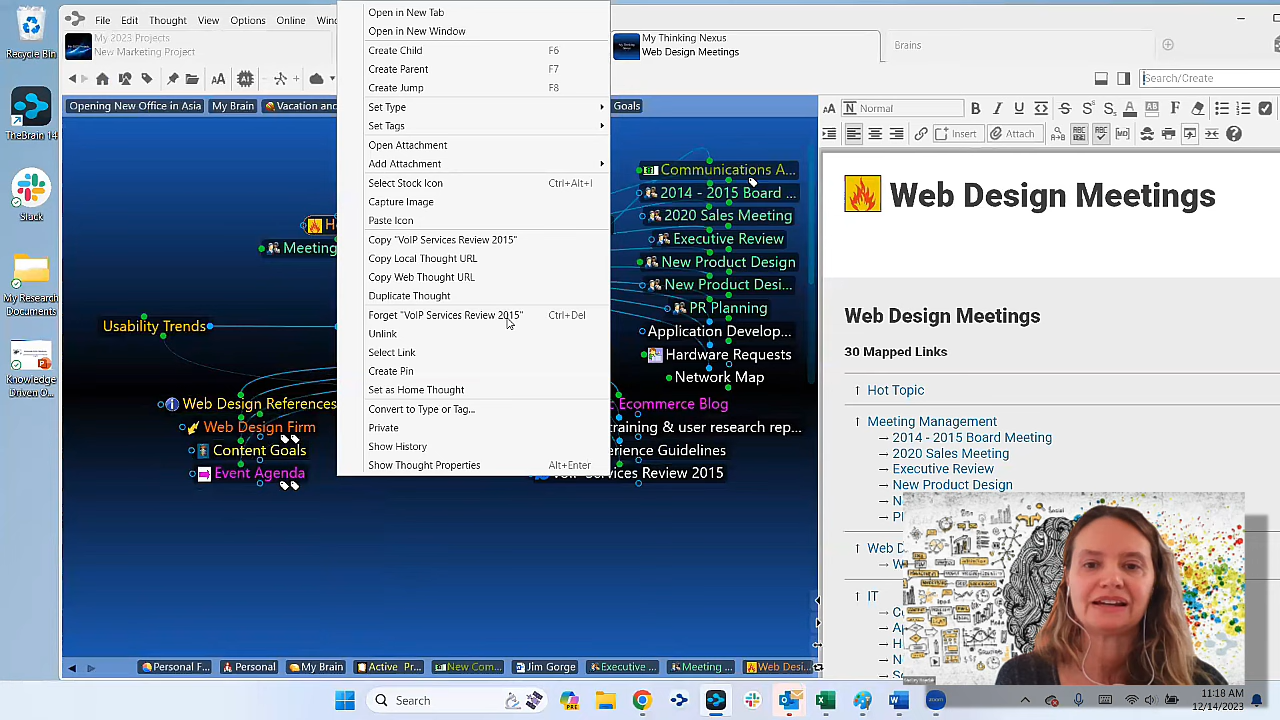 Recycle Bin
TheBrain 14
Slack
My Research Documents
Knowledge Driven o...
File Edit Thought View Options Online
My 2023 Projects
New Marketing Project
My Thinking Nexus
Web Design Meetings
Brains
Search/Create
Opening New Office in Asia
My Brain
Vacation and
Goals
Open in New Tab
Open in New Window
Create Child F6
Create Parent F7
Create Jump F8
Set Type
Set Tags
Open Attachment
Add Attachment
Select Stock Icon Ctrl+Alt+I
Capture Image
Paste Icon
Copy "VoIP Services Review 2015"
Copy Local Thought URL
Copy Web Thought URL
Duplicate Thought
Forget "VoIP Services Review 2015" Ctrl+Del
Unlink
Select Link
Create Pin
Set as Home Thought
Convert to Type or Tag...
Private
Show History
Show Thought Properties Alt+Enter
Meeting
Usability Trends
Web Design References
Web Design Firm
Content Goals
Event Agenda
Communications A...
2014 - 2015 Board ...
2020 Sales Meeting
Executive Review
New Product Design
New Product Desi...
PR Planning
Application Develop...
Hardware Requests
Network Map
Ecommerce Blog
training & user research rep...
Services Review 2015
Normal
B I U
Insert
Attach
Web Design Meetings
Web Design Meetings
30 Mapped Links
↑ Hot Topic
↑ Meeting Management
→ 2014 - 2015 Board Meeting
→ 2020 Sales Meeting
→ Executive Review
→ New Product Design
↑ IT
Personal F...
Personal
My Brain
Active Pr...
New Com...
Jim Gorge
Executive ...
Meeting ...
Web Desi...
Search
11:18 AM
12/14/2023